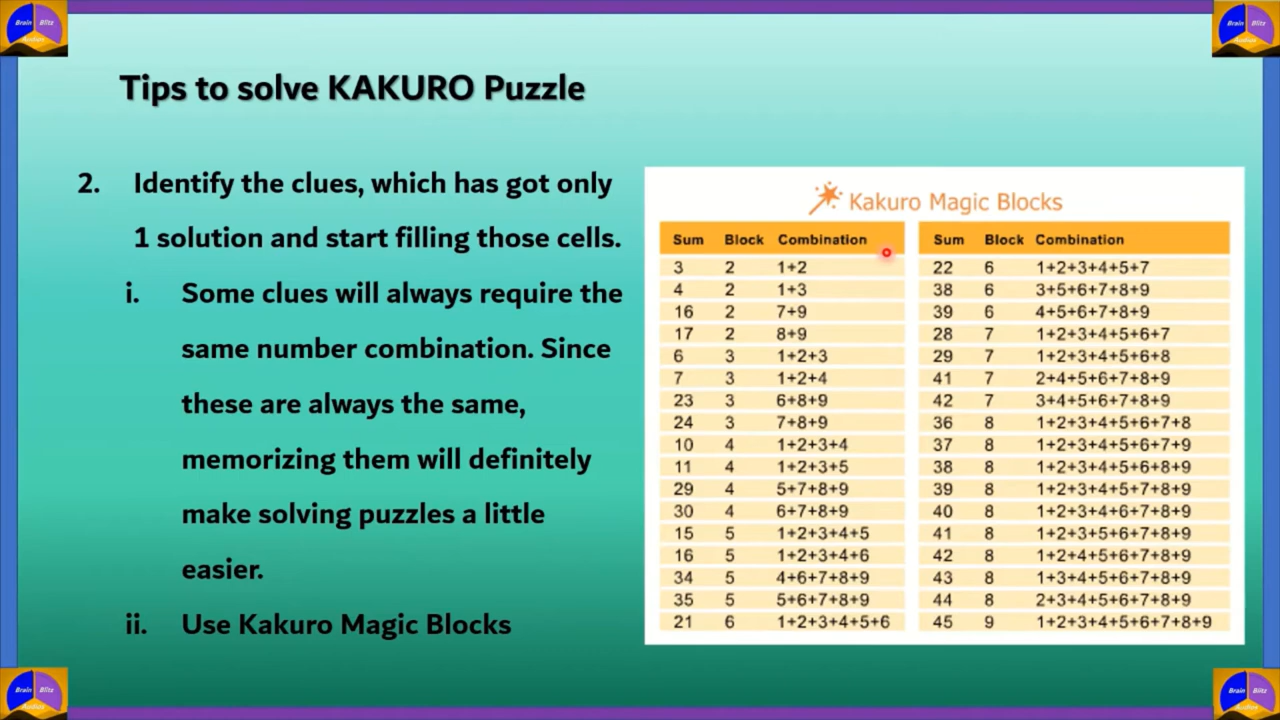 Brain Blitz
Brain Blitz
Tips to solve KAKURO Puzzle
2. Identify the clues, which has got only
1 solution and start filling those cells.
i. Some clues will always require the
same number combination. Since
these are always the same,
memorizing them will definitely
make solving puzzles a little
easier.
ii. Use Kakuro Magic Blocks
Kakuro Magic Blocks
Sum Block Combination
3 2 1+2
4 2 1+3
16 2 7+9
17 2 8+9
6 3 1+2+3
7 3 1+2+4
23 3 6+8+9
24 3 7+8+9
10 4 1+2+3+4
11 4 1+2+3+5
29 4 5+7+8+9
30 4 6+7+8+9
15 5 1+2+3+4+5
16 5 1+2+3+4+6
34 5 4+6+7+8+9
35 5 5+6+7+8+9
21 6 1+2+3+4+5+6
Sum Block Combination
22 6 1+2+3+4+5+7
38 6 3+5+6+7+8+9
39 6 4+5+6+7+8+9
28 7 1+2+3+4+5+6+7
29 7 1+2+3+4+5+6+8
41 7 2+4+5+6+7+8+9
42 7 3+4+5+6+7+8+9
36 8 1+2+3+4+5+6+7+8
37 8 1+2+3+4+5+6+7+9
38 8 1+2+3+4+5+6+8+9
39 8 1+2+3+4+5+7+8+9
40 8 1+2+3+4+6+7+8+9
41 8 1+2+3+5+6+7+8+9
42 8 1+2+4+5+6+7+8+9
43 8 1+3+4+5+6+7+8+9
44 8 2+3+4+5+6+7+8+9
45 9 1+2+3+4+5+6+7+8+9
Brain Blitz
Brain Blitz